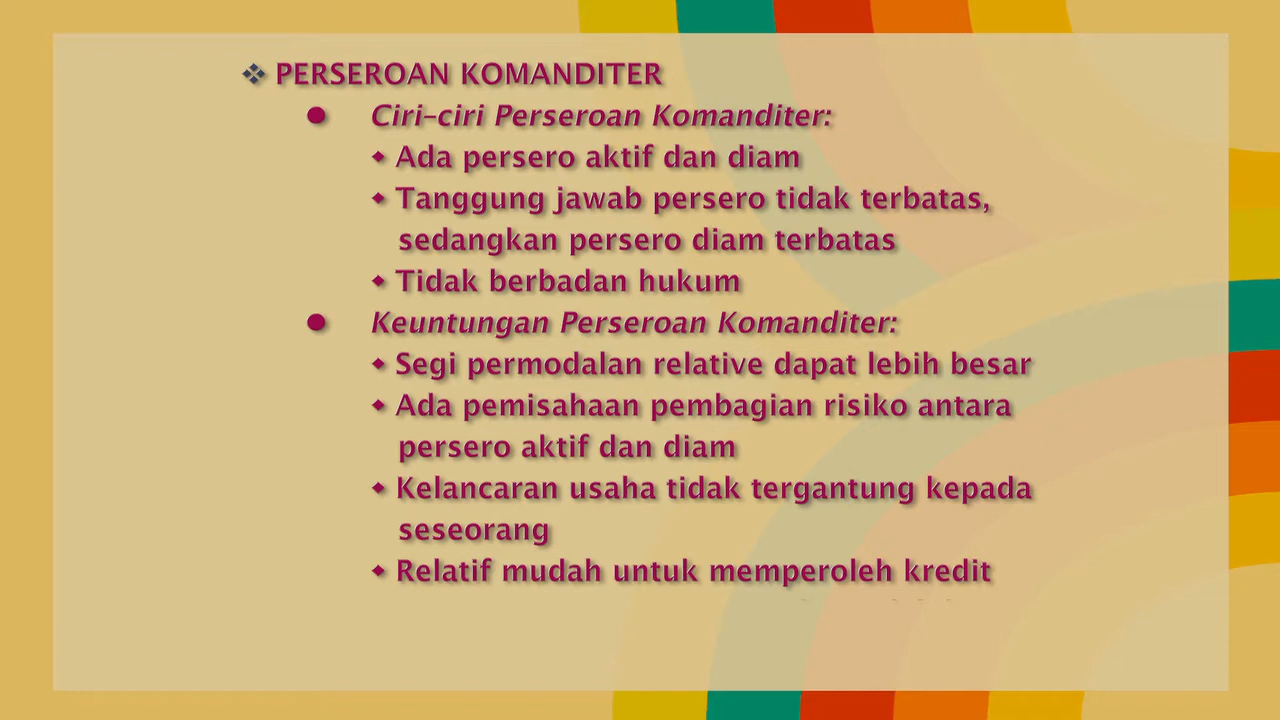 ❖ PERSEROAN KOMANDITER
● Ciri–ciri Perseroan Komanditer:
◆ Ada persero aktif dan diam
◆ Tanggung jawab persero tidak terbatas,
sedangkan persero diam terbatas
◆ Tidak berbadan hukum
● Keuntungan Perseroan Komanditer:
◆ Segi permodalan relative dapat lebih besar
◆ Ada pemisahaan pembagian risiko antara
persero aktif dan diam
◆ Kelancaran usaha tidak tergantung kepada
seseorang
◆ Relatif mudah untuk memperoleh kredit